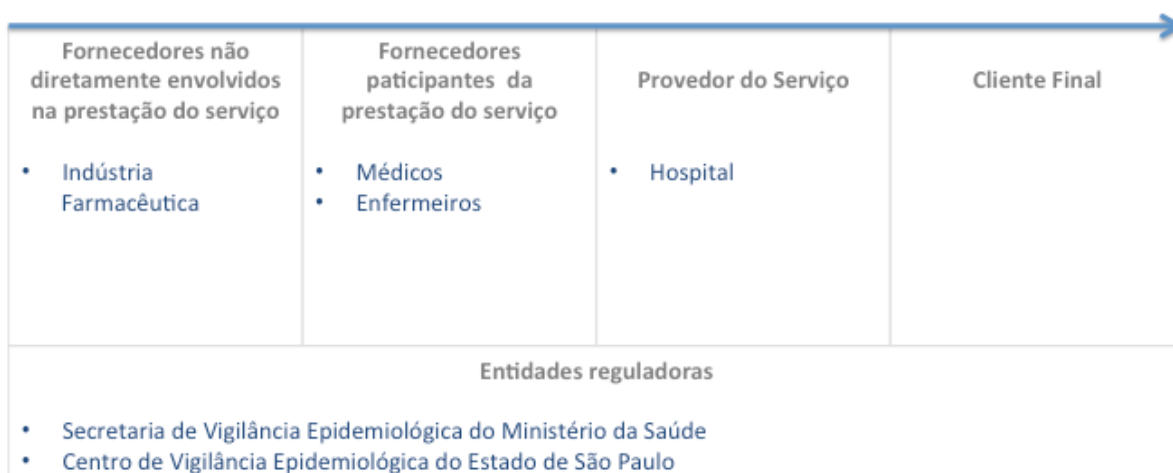 Fornecedores não
diretamente envolvidos
na prestação do serviço
Fornecedores
paticipantes da
prestação do serviço
Provedor do Serviço
Cliente Final
• Indústria
Farmacêutica
• Médicos
• Enfermeiros
• Hospital
Entidades reguladoras
• Secretaria de Vigilância Epidemiológica do Ministério da Saúde
• Centro de Vigilância Epidemiológica do Estado de São Paulo